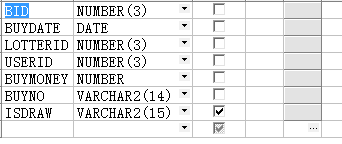 BID NUMBER(3)
BUYDATE DATE
LOTTERID NUMBER(3)
USERID NUMBER(3)
BUYMONEY NUMBER
BUYNO VARCHAR2(14)
ISDRAW VARCHAR2(15)
...